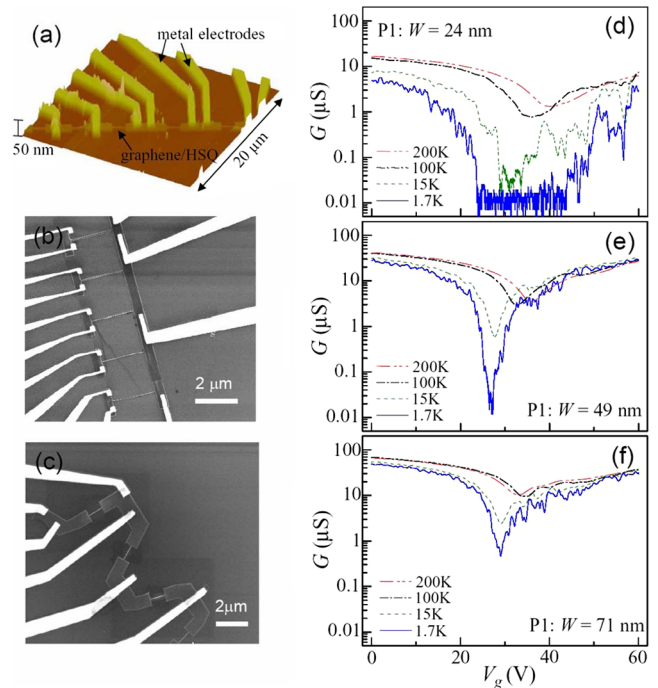 (a)
metal electrodes
graphene/HSQ
50 nm
20 μm
(b)
2 μm
(c)
2μm
(d)
P1: W = 24 nm
G (μS)
100
10
1
0.1
0.01
200K
100K
15K
1.7K
(e)
G (μS)
100
10
1
0.1
0.01
200K
100K
15K
1.7K
P1: W = 49 nm
(f)
G (μS)
100
10
1
0.1
0.01
200K
100K
15K
1.7K
P1: W = 71 nm
0 20 40 60
Vg (V)